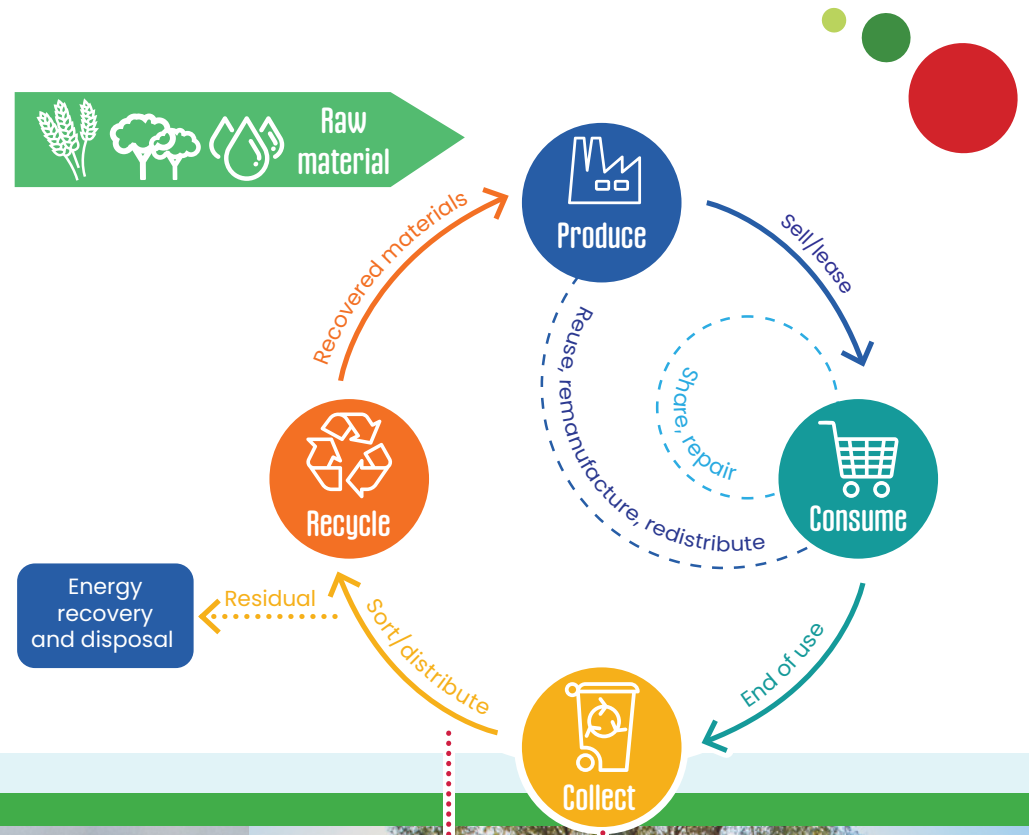 Raw
material
Produce
Sell/lease
Recovered materials
Reuse, remanufacture, redistribute
Share, repair
Consume
Recycle
Energy
recovery
and disposal
Residual
Sort/distribute
End of use
Collect